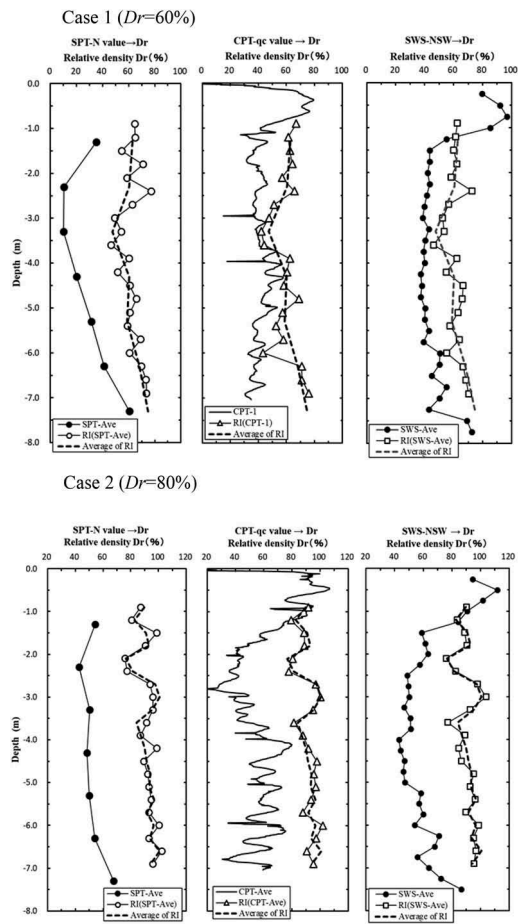 Case 1 (Dr=60%)
SPT-N value→Dr
Relative density Dr(%)
0 20 40 60 80 100
CPT-qc value→Dr
Relative density Dr(%)
0 20 40 60 80 100
SWS-NSW → Dr
Relative density Dr(%)
0 20 40 60 80 100
Depth (m)
0.0
-1.0
-2.0
-3.0
-4.0
-5.0
-6.0
-7.0
-8.0
SPT-Ave
RI(SPT-Ave)
Average of RI
CPT-1
RI(CPT-1)
Average of RI
SWS-Ave
RI(SWS-Ave)
Average of RI
Case 2 (Dr=80%)
SPT-N value→Dr
Relative density Dr(%)
20 40 60 80 100 120
CPT-qc value→Dr
Relative density Dr(%)
20 40 60 80 100 120
SWS-NSW → Dr
Relative density Dr(%)
20 40 60 80 100 120
Depth (m)
0.0
-1.0
-2.0
-3.0
-4.0
-5.0
-6.0
-7.0
-8.0
SPT-Ave
RI(SPT-Ave)
Average of RI
CPT-Ave
RI(CPT-Ave)
Average of RI
SWS-Ave
RI(SWS-Ave)
Average of RI